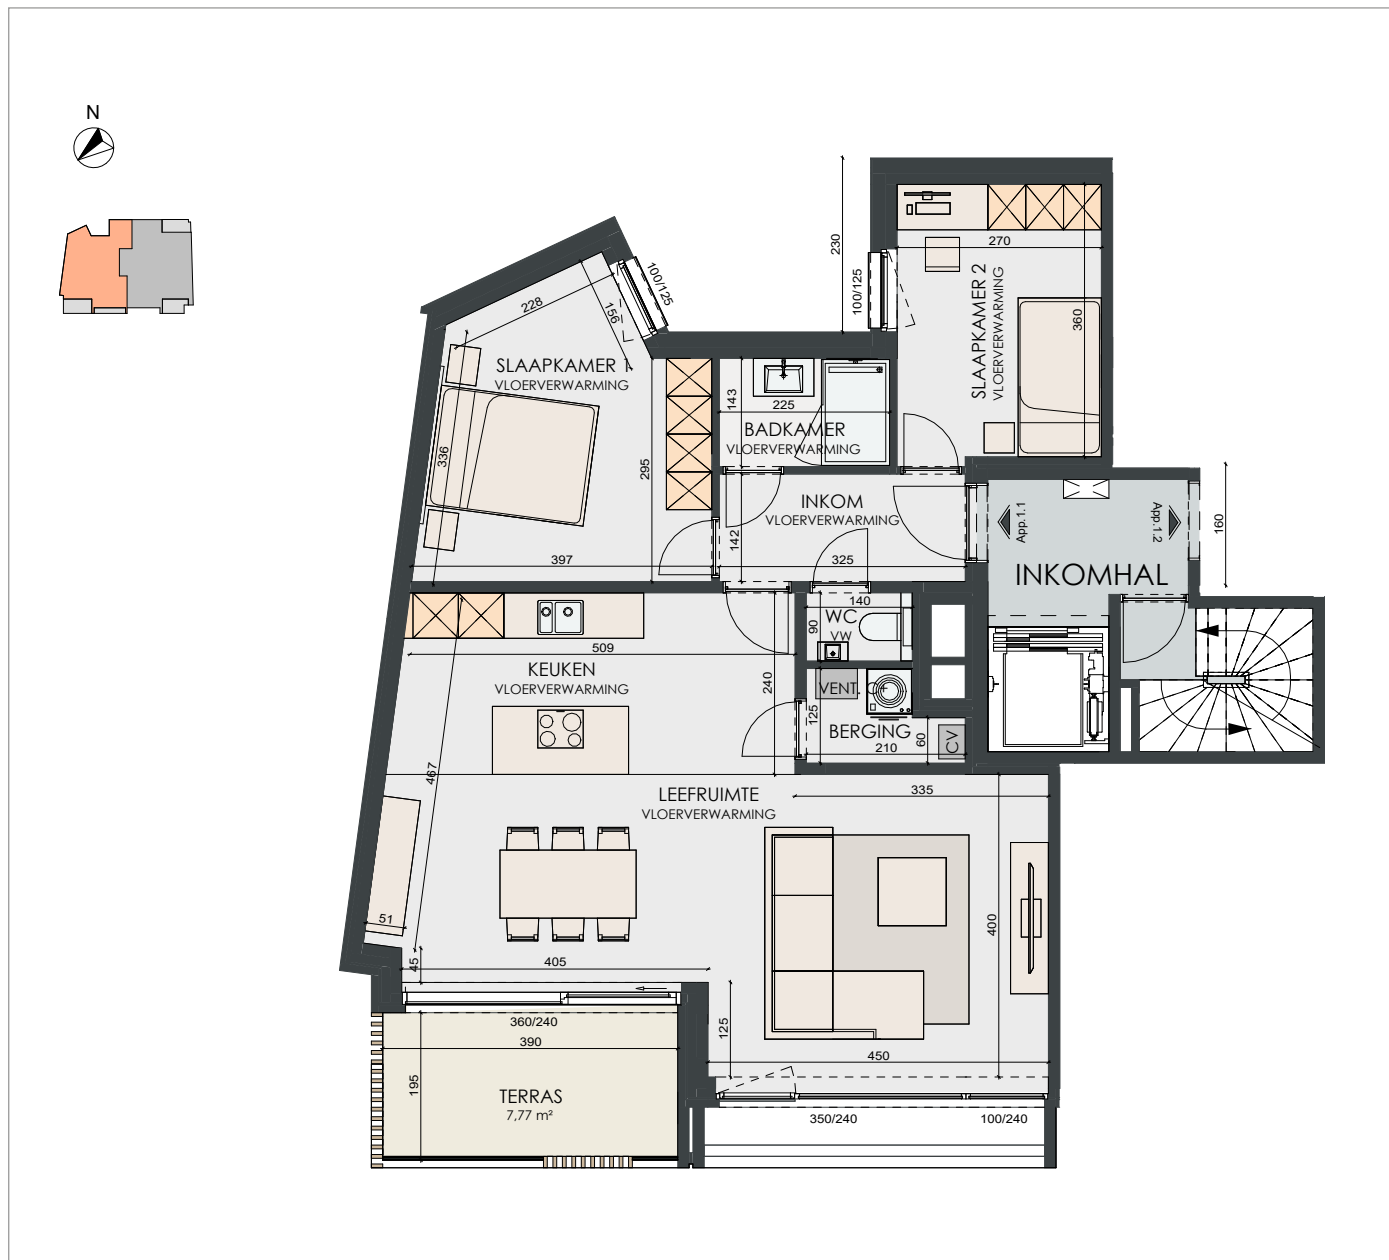 N
230
100/125
270
SLAAPKAMER 2
VLOERVERWARMING
360
100/125
228
156
SLAAPKAMER 1
VLOERVERWARMING
336
295
397
143
225
BADKAMER
VLOERVERWARMING
INKOM
VLOERVERWARMING
142
325
App.1.1
App.1.2
160
INKOMHAL
140
WC
VW
90
509
KEUKEN
VLOERVERWARMING
240
VENT.
125
BERGING
60
CV
210
467
LEEFRUIMTE
VLOERVERWARMING
335
51
45
405
400
125
360/240
390
450
195
TERRAS
7,77 m²
350/240
100/240